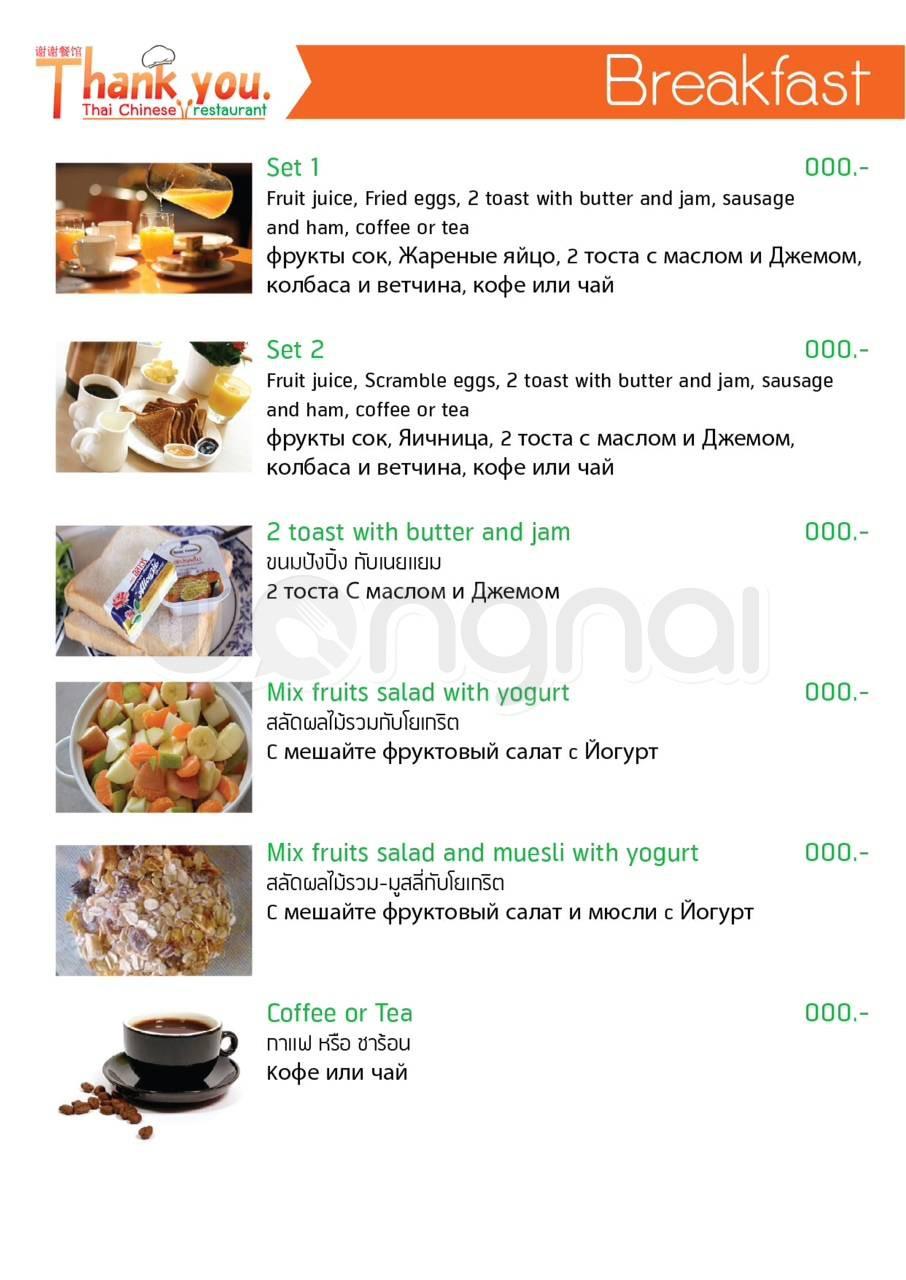 谢谢餐馆
Thank you.
Thai Chinese restaurant
Breakfast
Set 1 000.-
Fruit juice, Fried eggs, 2 toast with butter and jam, sausage
and ham, coffee or tea
фрукты сок, Жареные яйцо, 2 тоста с маслом и Джемом,
колбаса и ветчина, кофе или чай
Set 2 000.-
Fruit juice, Scramble eggs, 2 toast with butter and jam, sausage
and ham, coffee or tea
фрукты сок, Яичница, 2 тоста с маслом и Джемом,
колбаса и ветчина, кофе или чай
2 toast with butter and jam 000.-
ขนมปังปิ้ง กับเนยแยม
2 тоста С маслом и Джемом
wongnai
Mix fruits salad with yogurt 000.-
สลัดผลไม้รวมกับโยเกริต
С мешайте фруктовый салат с Йогурт
Mix fruits salad and muesli with yogurt 000.-
สลัดผลไม้รวม-มูสลี่กับโยเกริต
С мешайте фруктовый салат и мюсли с Йогурт
Coffee or Tea 000.-
กาแฟ หรือ ชาร้อน
Кофе или чай